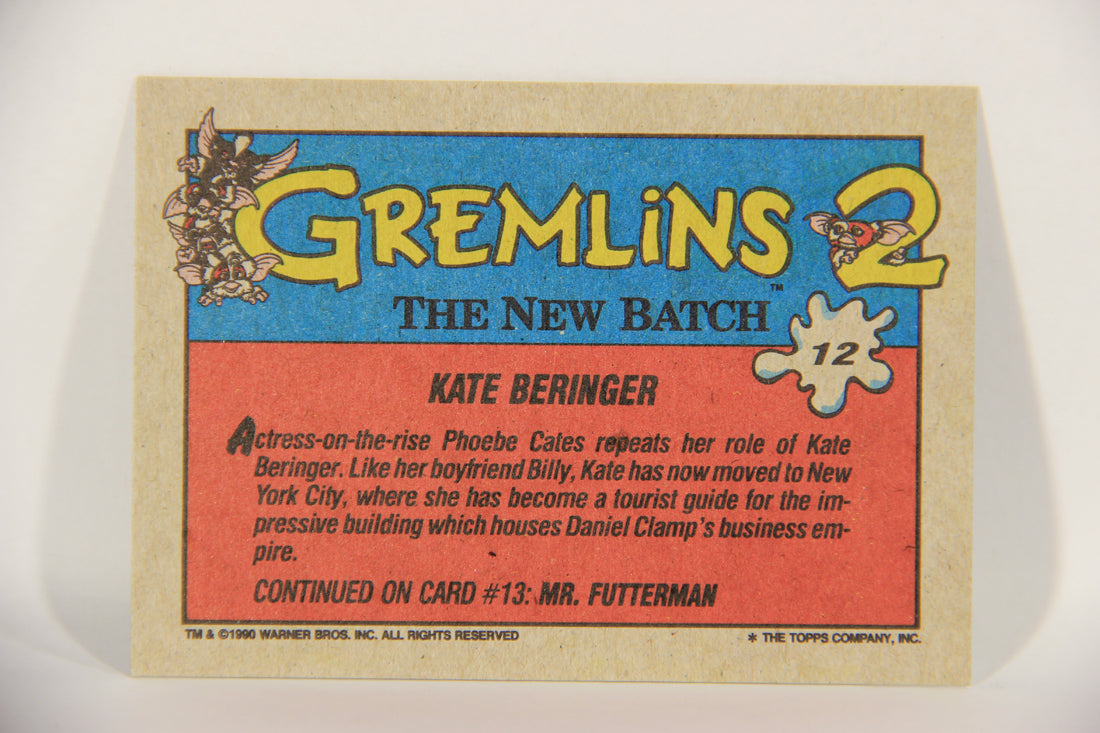 GREMLiNS 2
™
THE NEW BATCH
12
KATE BERINGER
Actress-on-the-rise Phoebe Cates repeats her role of Kate
Beringer. Like her boyfriend Billy, Kate has now moved to New
York City, where she has become a tourist guide for the im-
pressive building which houses Daniel Clamp's business em-
pire.
CONTINUED ON CARD #13: MR. FUTTERMAN
TM & ©1990 WARNER BROS. INC. ALL RIGHTS RESERVED
* THE TOPPS COMPANY, INC.